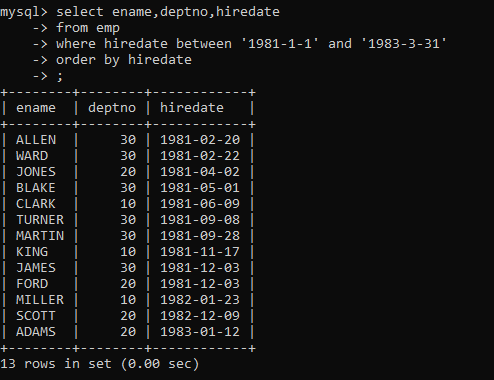 mysql> select ename,deptno,hiredate
    -> from emp
    -> where hiredate between '1981-1-1' and '1983-3-31'
    -> order by hiredate
    -> ;
+--------+--------+------------+
| ename  | deptno | hiredate   |
+--------+--------+------------+
| ALLEN  |     30 | 1981-02-20 |
| WARD   |     30 | 1981-02-22 |
| JONES  |     20 | 1981-04-02 |
| BLAKE  |     30 | 1981-05-01 |
| CLARK  |     10 | 1981-06-09 |
| TURNER |     30 | 1981-09-08 |
| MARTIN |     30 | 1981-09-28 |
| KING   |     10 | 1981-11-17 |
| JAMES  |     30 | 1981-12-03 |
| FORD   |     20 | 1981-12-03 |
| MILLER |     10 | 1982-01-23 |
| SCOTT  |     20 | 1982-12-09 |
| ADAMS  |     20 | 1983-01-12 |
+--------+--------+------------+
13 rows in set (0.00 sec)